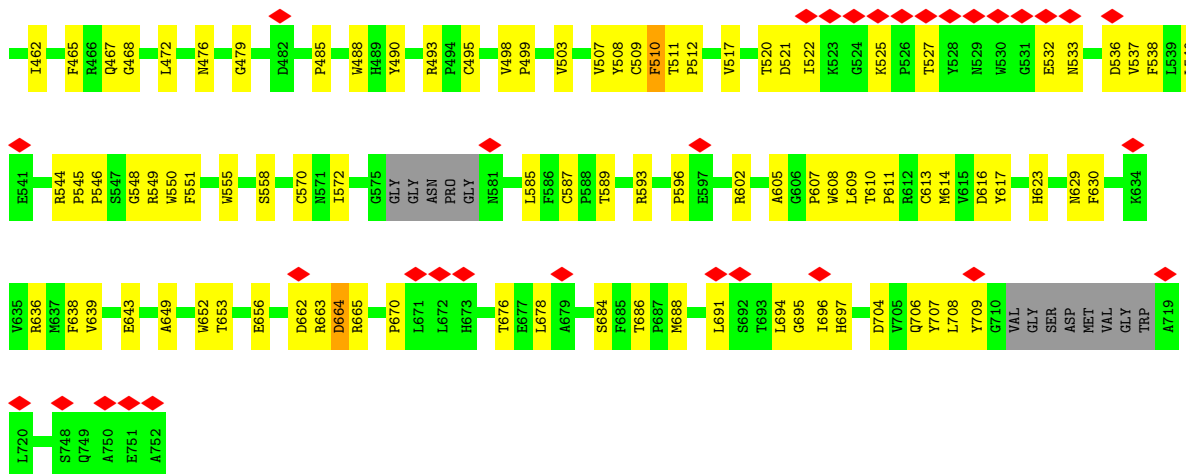 I462 F465 R466 Q467 G468 L472 N476 G479 D482 P485 W488 H489 Y490 R493 P494 C495 V498 P499 V503 V507 Y508 C509 F510 T511 P512 V517 T520 D521 I522 K523 G524 K525 P526 T527 Y528 N529 W530 G531 E532 N533 D536 V537 F538 L539
E541 R544 P545 P546 S547 G548 R549 W550 F551 W555 S558 C570 N571 I572 G575 GLY GLY ASN PRO GLY N581 L585 F586 C587 P588 T589 R593 P596 E597 R602 A605 G606 P607 W608 L609 T610 P611 R612 C613 M614 V615 D616 Y617 H623 N629 F630 K634
V635 R636 M637 F638 V639 E643 A649 W652 T653 E656 D662 R663 D664 R665 P670 L671 L672 H673 T676 E677 L678 A679 S684 F685 T686 P687 M688 L691 S692 T693 L694 G695 I696 H697 D704 V705 Q706 Y707 L708 Y709 G710 VAL GLY SER ASP MET VAL GLY TRP A719
L720 S748 Q749 A750 E751 A752